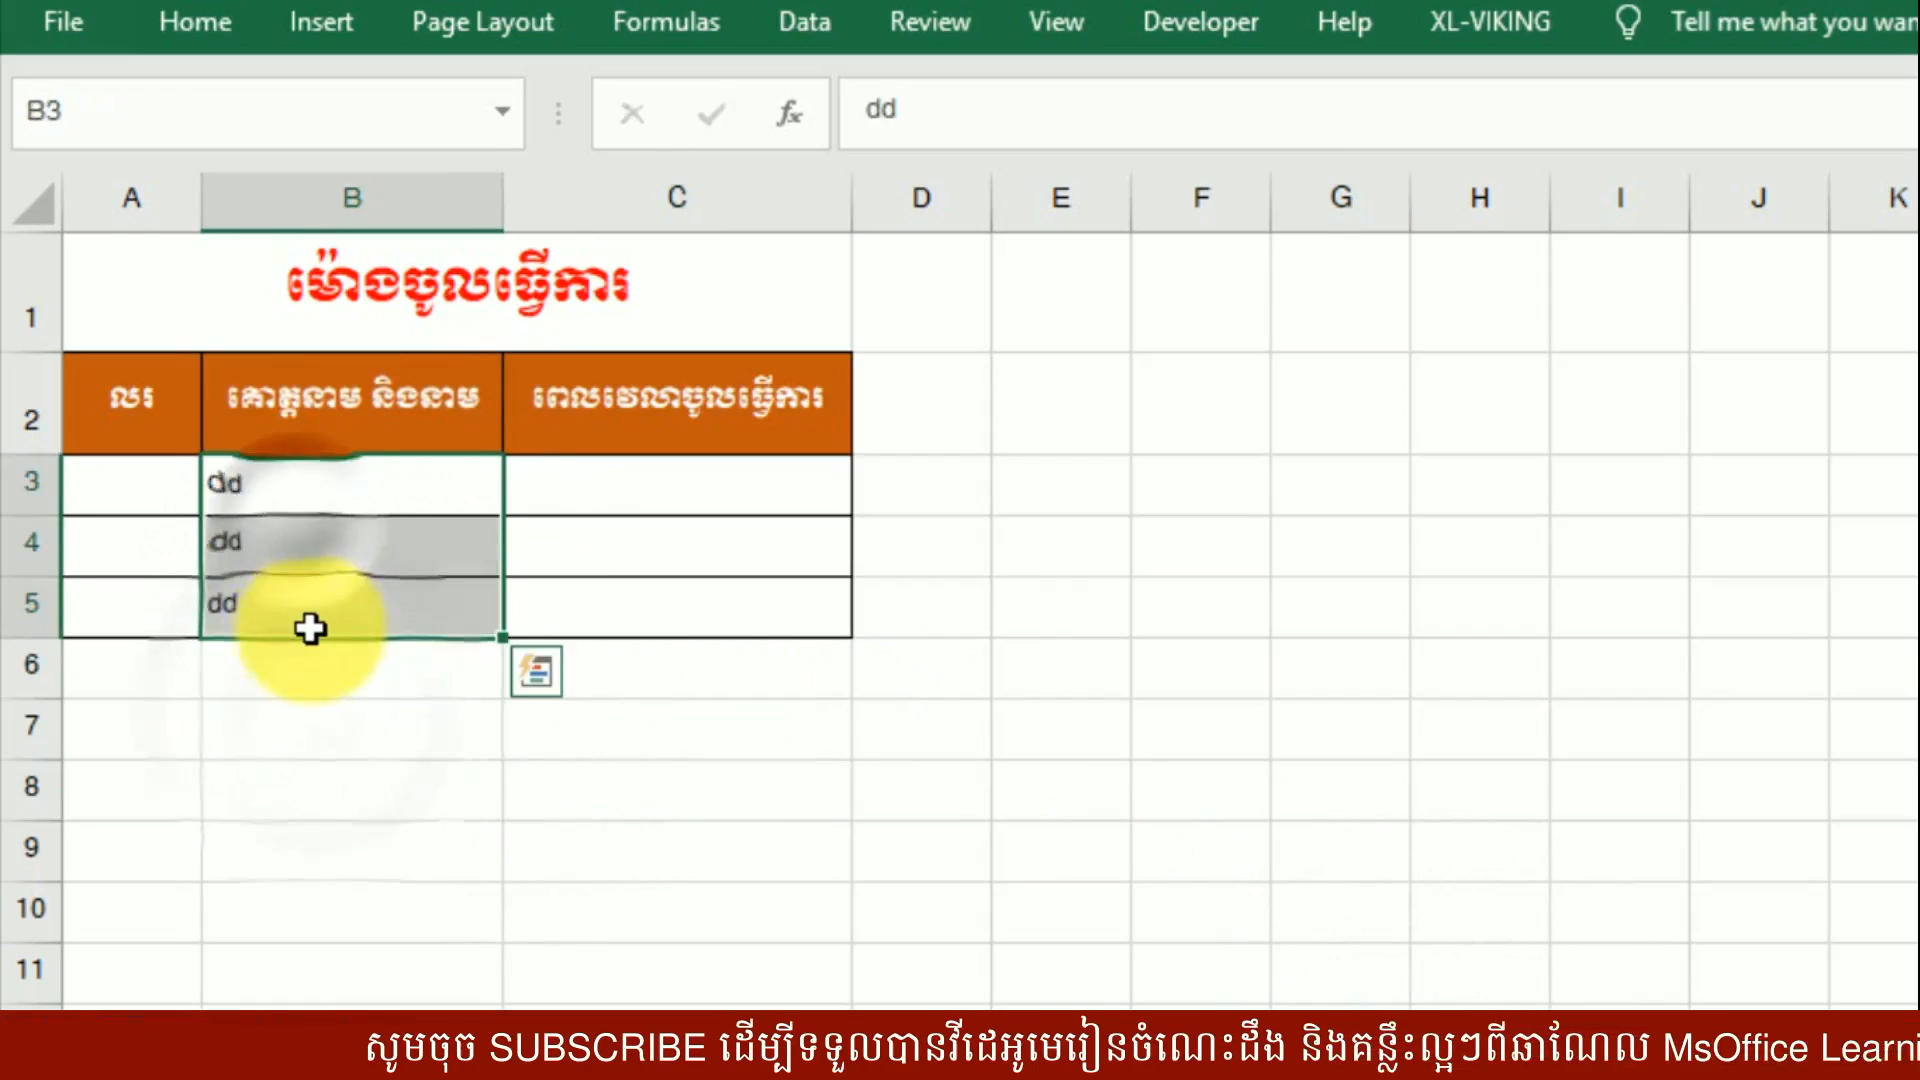 File Home Insert Page Layout Formulas Data Review View Developer Help XL-VIKING Tell me what you wan
B3 fx dd
A B C D E F G H I J K
1 ម៉ោងចូលធ្វើការ
2 លរ គោត្តនាម និងនាម ពេលវេលាចូលធ្វើការ
3 dd
4 dd
5 dd
6
7
8
9
10
11
សូមចុច SUBSCRIBE ដើម្បីទទួលបានវីដេអូមេរៀនចំណេះដឹង និងគន្លឹះល្អៗពីឆាណែល MsOffice Learni